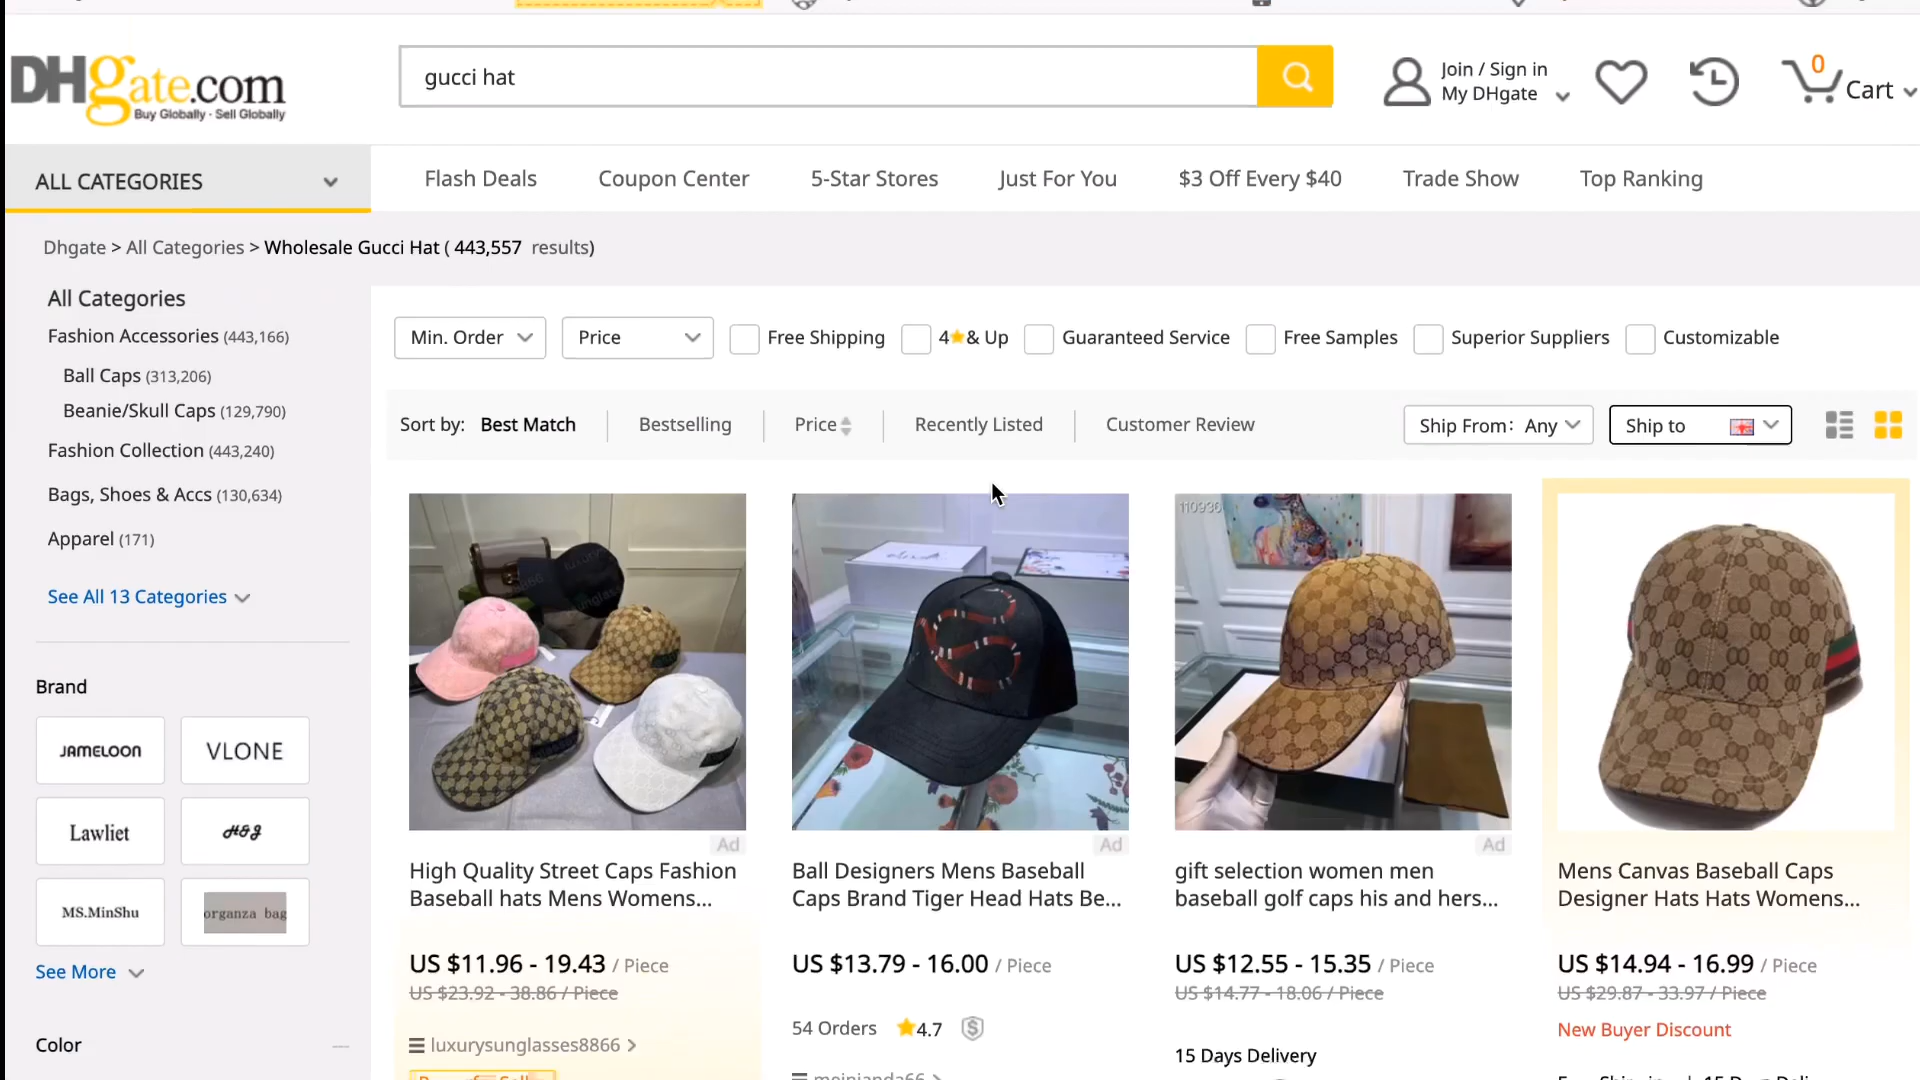 DHgate.com
Buy Globally · Sell Globally
gucci hat
Join / Sign in
My DHgate
0
Cart
ALL CATEGORIES
Flash Deals
Coupon Center
5-Star Stores
Just For You
$3 Off Every $40
Trade Show
Top Ranking
Dhgate > All Categories > Wholesale Gucci Hat ( 443,557 results)
All Categories
Fashion Accessories (443,166)
Ball Caps (313,206)
Beanie/Skull Caps (129,790)
Fashion Collection (443,240)
Bags, Shoes & Accs (130,634)
Apparel (171)
See All 13 Categories
Brand
JAMELOON
VLONE
Lawliet
H&J
MS.MinShu
organza bag
See More
Color
Min. Order
Price
Free Shipping
4 & Up
Guaranteed Service
Free Samples
Superior Suppliers
Customizable
Sort by:
Best Match
Bestselling
Price
Recently Listed
Customer Review
Ship From: Any
Ship to
110930
Ad
High Quality Street Caps Fashion
Baseball hats Mens Womens...
US $11.96 - 19.43 / Piece
US $23.92 - 38.86 / Piece
luxurysunglasses8866 >
Ad
Ball Designers Mens Baseball
Caps Brand Tiger Head Hats Be...
US $13.79 - 16.00 / Piece
54 Orders
4.7
meinianda66
Ad
gift selection women men
baseball golf caps his and hers...
US $12.55 - 15.35 / Piece
US $14.77 - 18.06 / Piece
15 Days Delivery
Mens Canvas Baseball Caps
Designer Hats Hats Womens...
US $14.94 - 16.99 / Piece
US $29.87 - 33.97 / Piece
New Buyer Discount